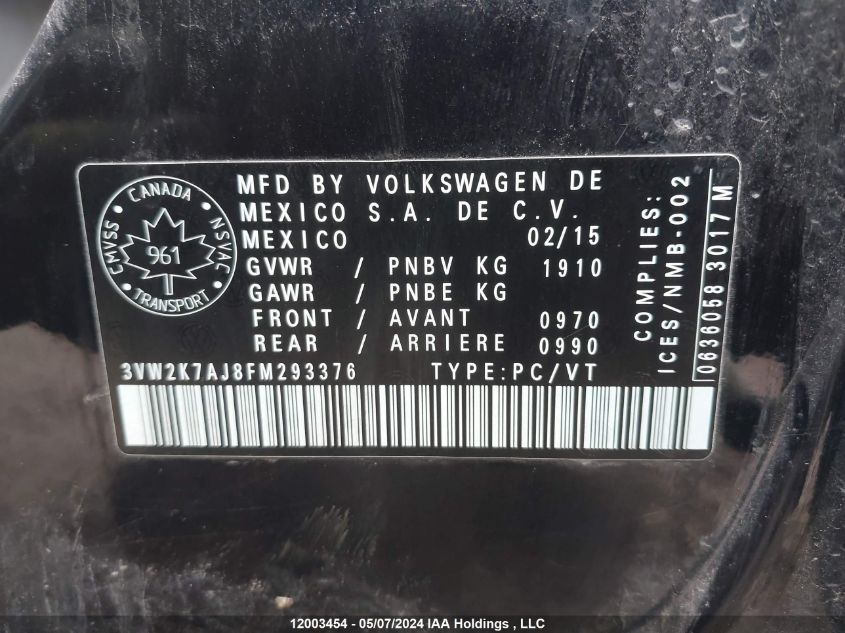 CANADA
CMVSS
NSVAC
961
TRANSPORT
MFD BY VOLKSWAGEN DE
MEXICO S.A. DE C.V.
MEXICO 02/15
GVWR / PNBV KG 1910
GAWR / PNBE KG
FRONT / AVANT 0970
REAR / ARRIERE 0990
3VW2K7AJ8FM293376 TYPE:PC/VT
COMPLIES:
ICES/NMB-002
0636058 3017 M
12003454 - 05/07/2024 IAA Holdings , LLC